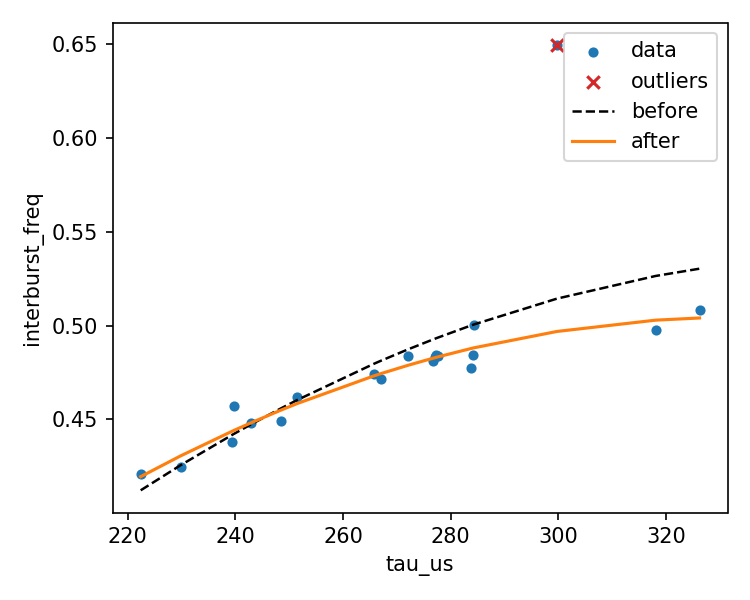 0.65
0.60
0.55
0.50
0.45
interburst_freq
data
outliers
before
after
220
240
260
280
300
320
tau_us